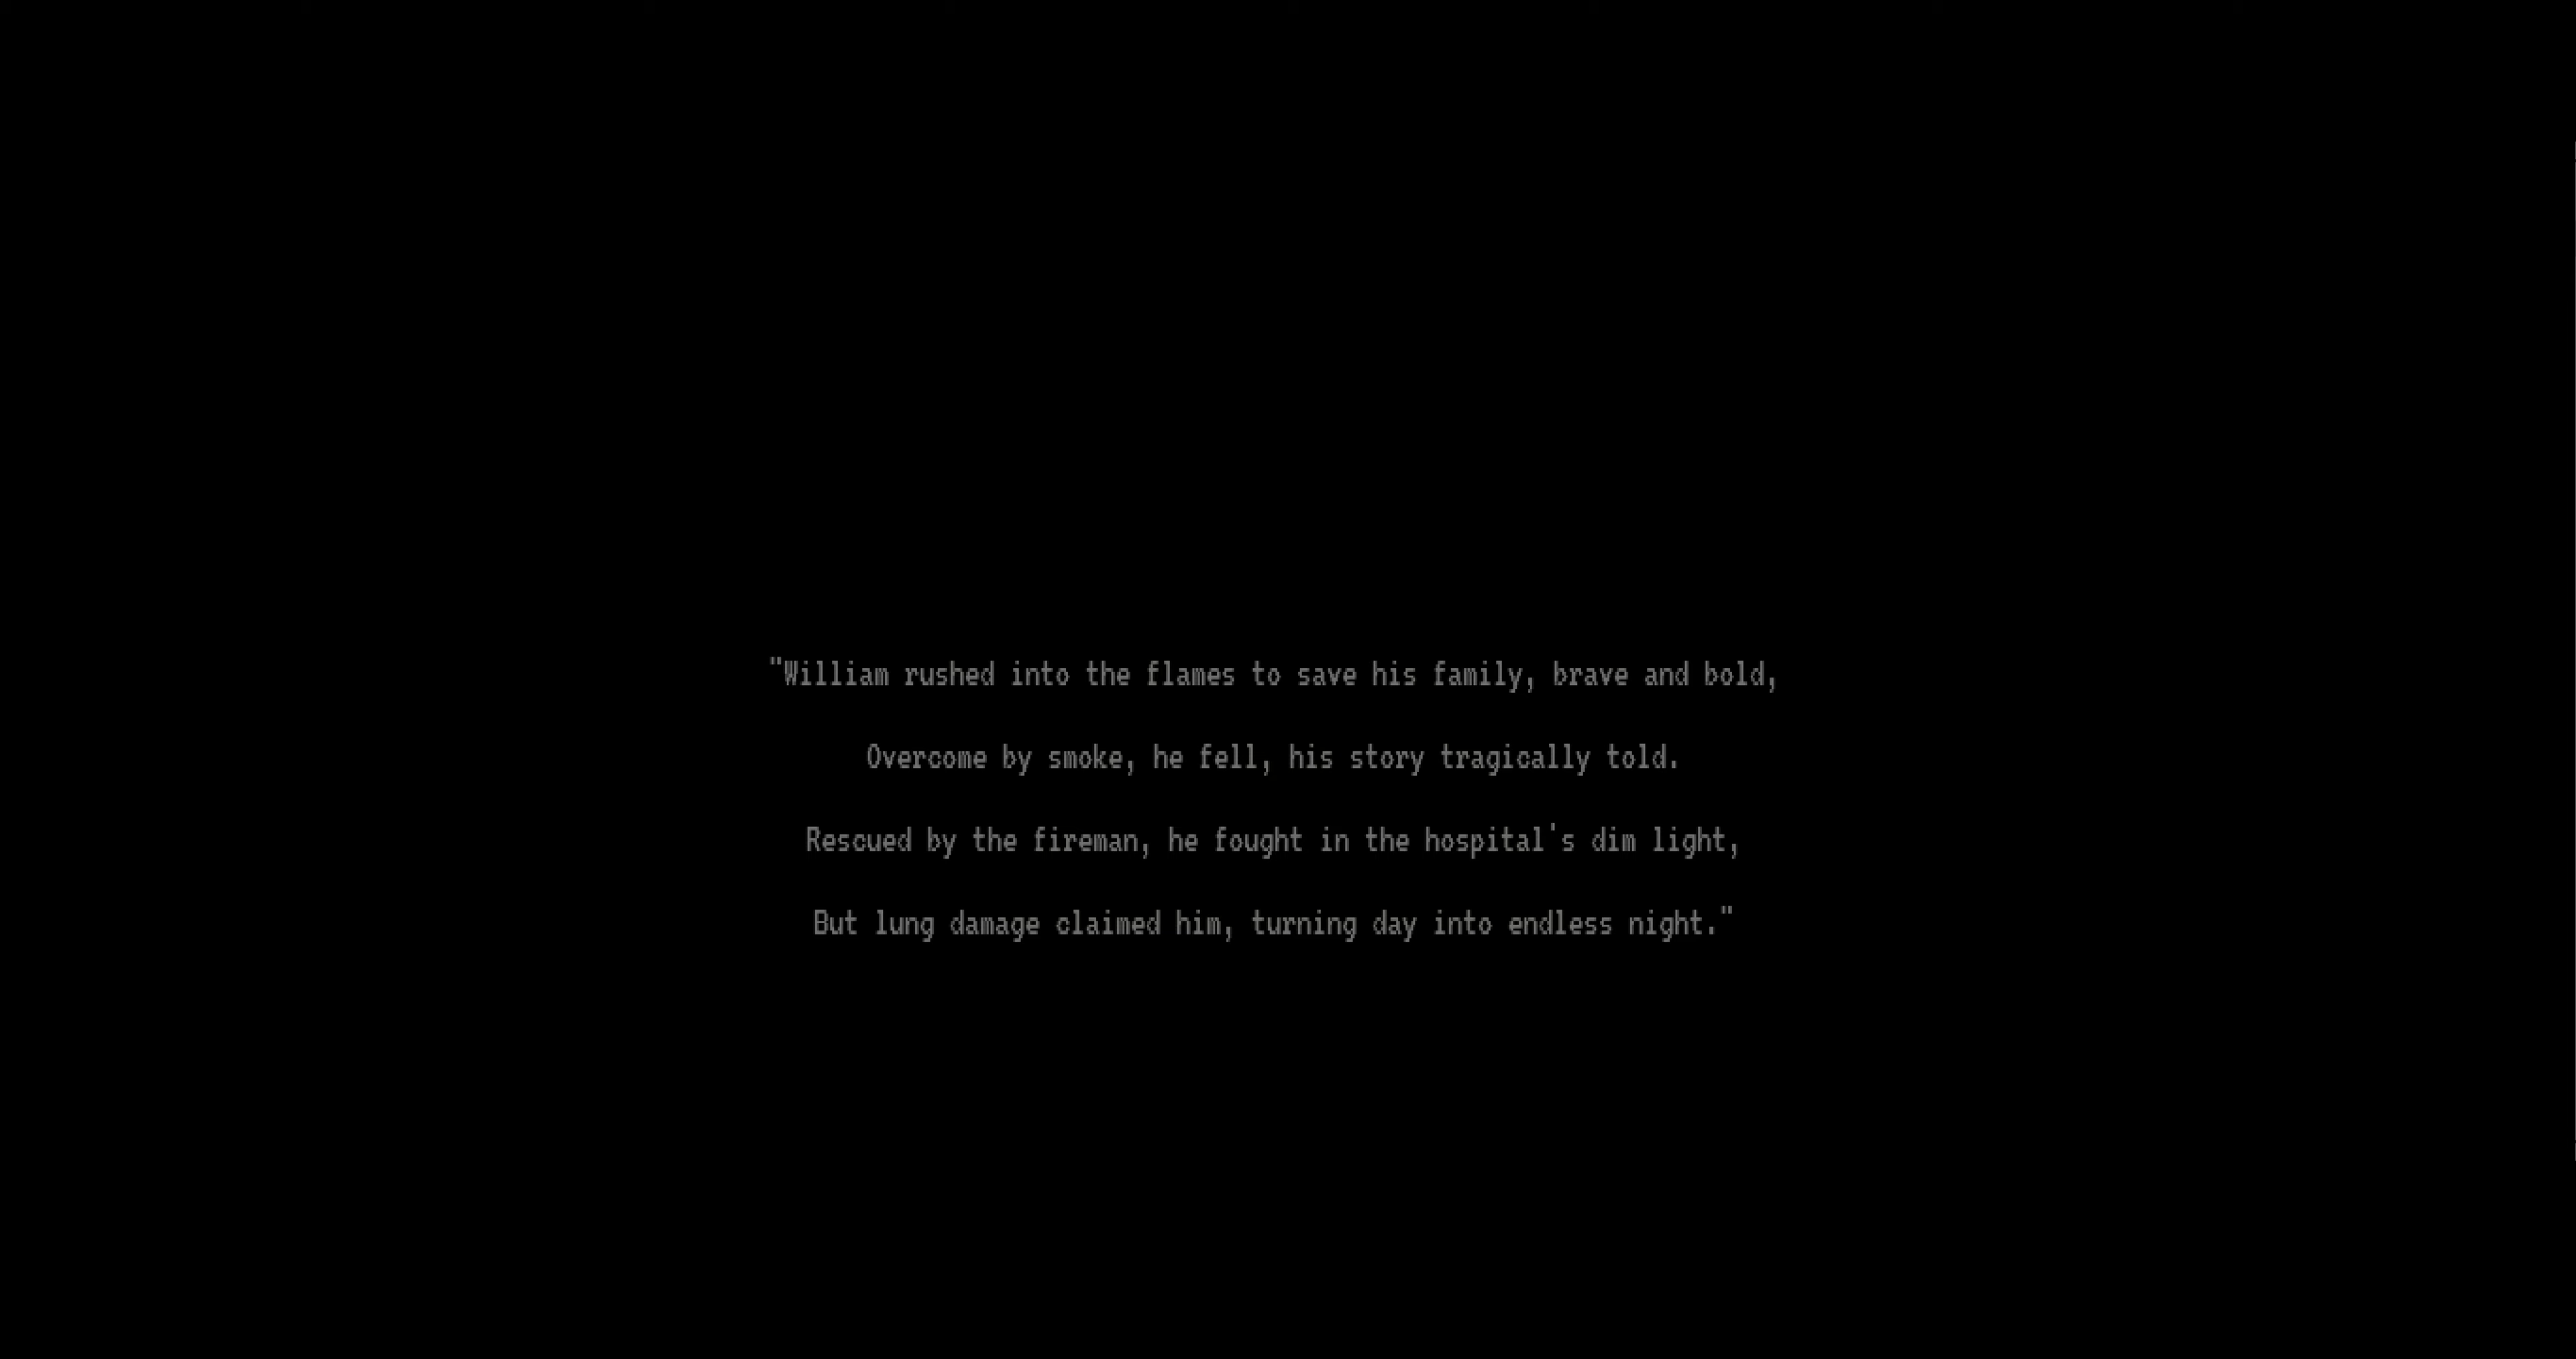 "William rushed into the flames to save his family, brave and bold,
Overcome by smoke, he fell, his story tragically told.
Rescued by the fireman, he fought in the hospital's dim light,
But lung damage claimed him, turning day into endless night."